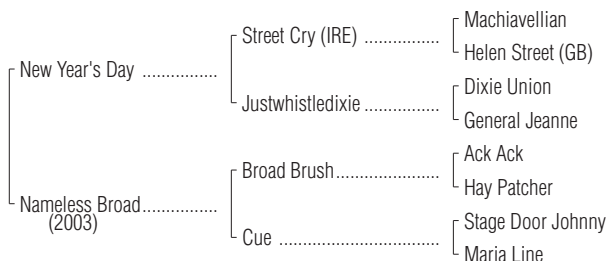 Machiavellian
Street Cry (IRE) ................
Helen Street (GB)
New Year's Day ................
Dixie Union
Justwhistledixie ................
General Jeanne
Ack Ack
Broad Brush......................
Hay Patcher
Nameless Broad................
(2003)
Stage Door Johnny
Cue ..................................
Maria Line